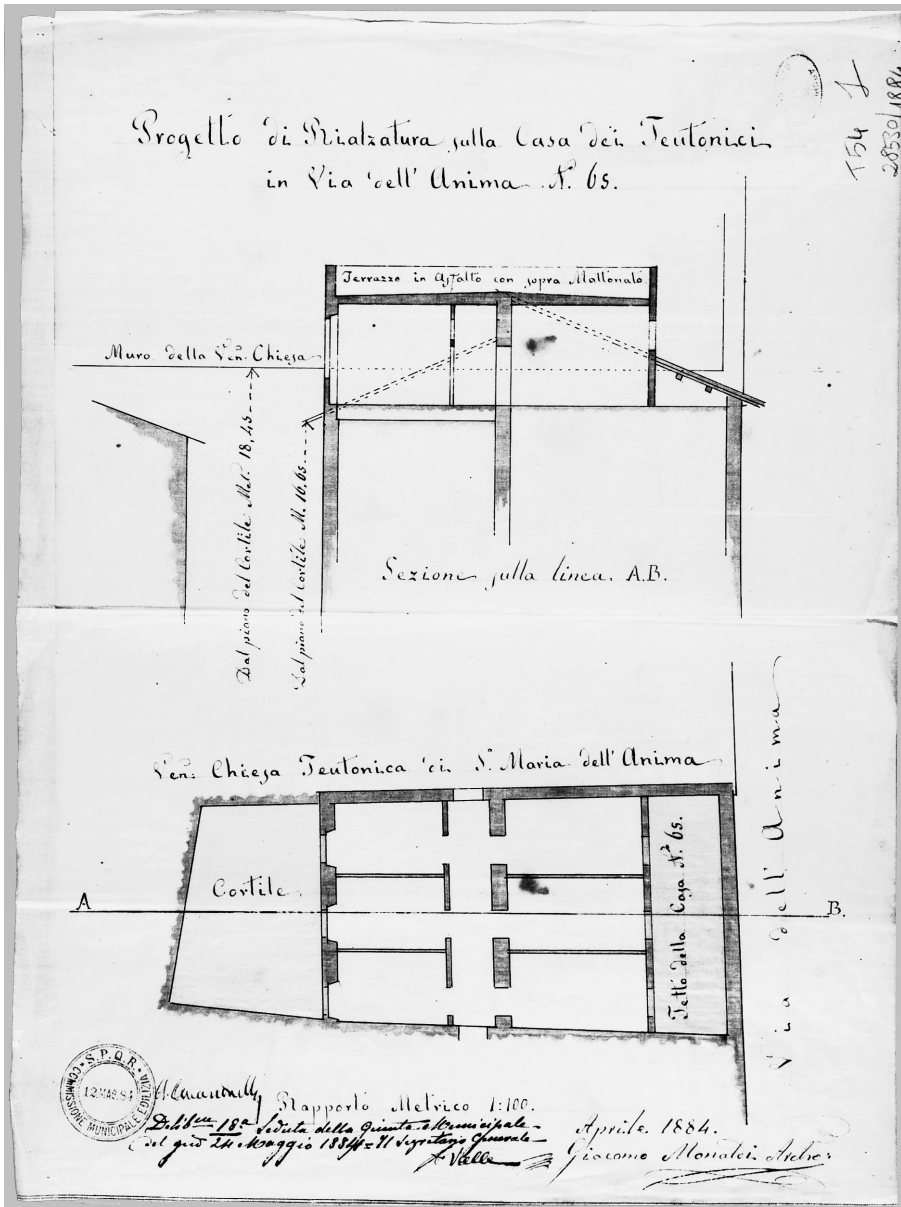 T54 J
28530/1884
Progetto di Rialzatura sulla Casa dei Teutonici
in Via dell' Anima N.° 65.
Terrazzo in Asfalto con sopra Mattonato
Muro della Ven. Chiesa
Dal piano del Cortile Met. 18,45
Dal piano del cortile M. 16,65
Sezione sulla linea. A.B.
Ven: Chiesa Teutonica di S. Maria dell' Anima
Cortile
A
B.
Tetto della Casa N.° 65.
Via dell' Anima
S.P.Q.R.
COMMISSIONE MUNICIPALE EDILIZIA
12 MAG. 84
Rapporto Metrico 1:100.
18ª Seduta della Giunta Municipale
del 24 Maggio 1884 = Il Segretario Generale
A Valle
Aprile 1884.
Giacomo Monaldi Archo: